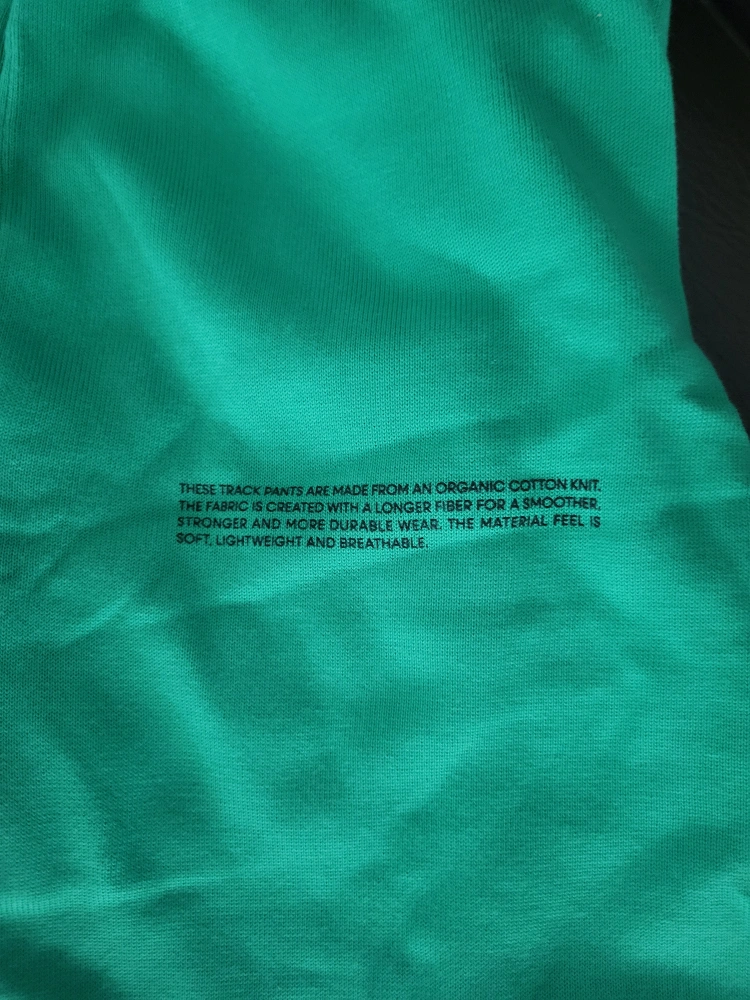 THESE TRACK PANTS ARE MADE FROM AN ORGANIC COTTON KNIT.
THE FABRIC IS CREATED WITH A LONGER FIBER FOR A SMOOTHER,
STRONGER AND MORE DURABLE WEAR. THE MATERIAL FEEL IS
SOFT, LIGHTWEIGHT AND BREATHABLE.